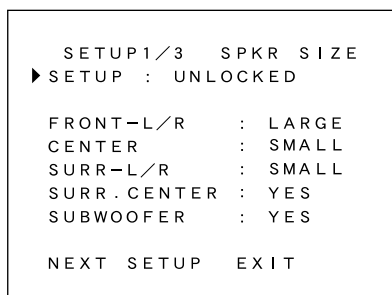 SETUP1/3 SPKR SIZE
SETUP : UNLOCKED
FRONT-L/R : LARGE
CENTER : SMALL
SURR-L/R : SMALL
SURR.CENTER : YES
SUBWOOFER : YES
NEXT SETUP EXIT